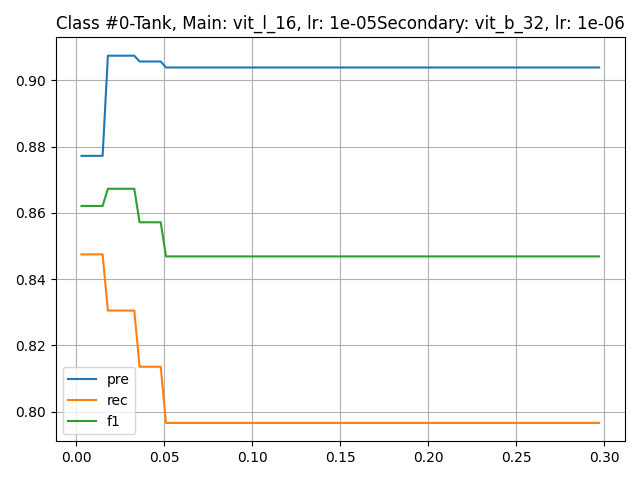 Class #0-Tank, Main: vit_l_16, lr: 1e-05Secondary: vit_b_32, lr: 1e-06
0.90
0.88
0.86
0.84
0.82
0.80
pre
rec
f1
0.00 0.05 0.10 0.15 0.20 0.25 0.30